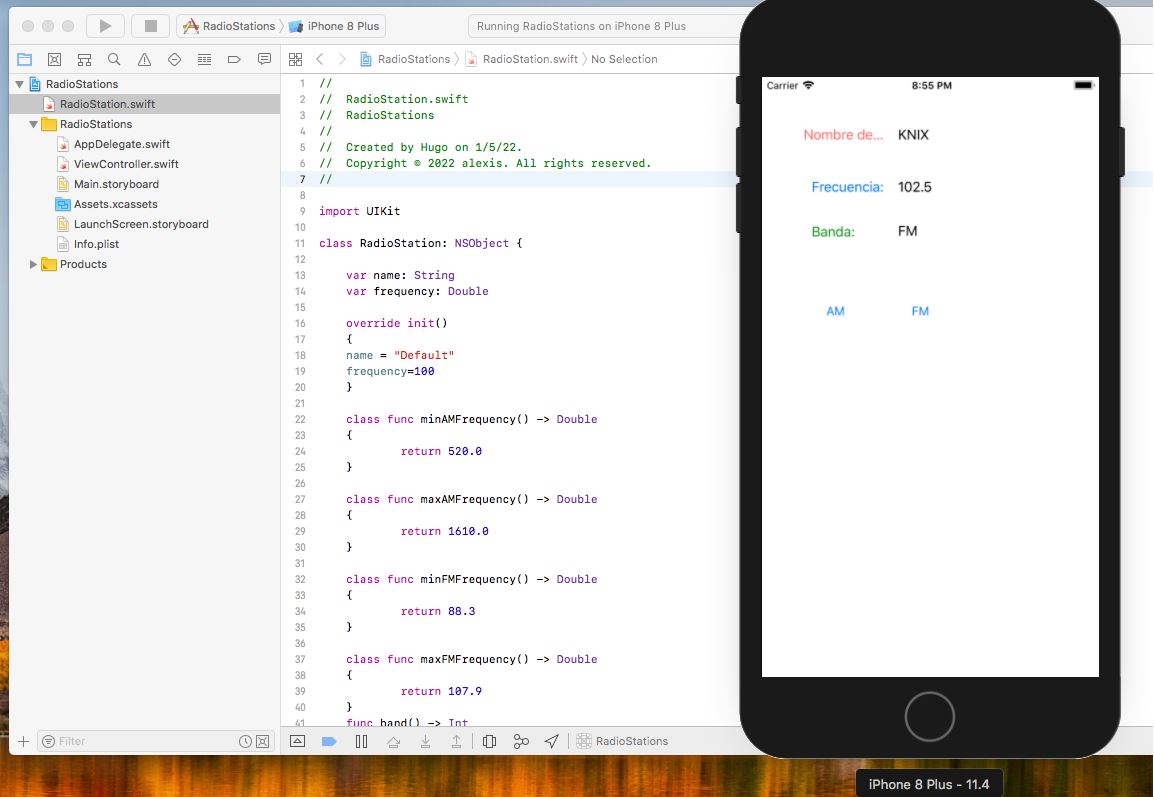 RadioStations
iPhone 8 Plus
Running RadioStations on iPhone 8 Plus
RadioStations
RadioStation.swift
No Selection
RadioStations
RadioStation.swift
RadioStations
AppDelegate.swift
ViewController.swift
Main.storyboard
Assets.xcassets
LaunchScreen.storyboard
Info.plist
Products
1 //
2 // RadioStation.swift
3 // RadioStations
4 //
5 // Created by Hugo on 1/5/22.
6 // Copyright © 2022 alexis. All rights reserved.
7 //
8
9 import UIKit
10
11 class RadioStation: NSObject {
12
13 var name: String
14 var frequency: Double
15
16 override init()
17 {
18 name = "Default"
19 frequency=100
20 }
21
22 class func minAMFrequency() -> Double
23 {
24 return 520.0
25 }
26
27 class func maxAMFrequency() -> Double
28 {
29 return 1610.0
30 }
31
32 class func minFMFrequency() -> Double
33 {
34 return 88.3
35 }
36
37 class func maxFMFrequency() -> Double
38 {
39 return 107.9
40 }
41 func band() -> Int
Filter
RadioStations
Carrier 8:55 PM
Nombre de... KNIX
Frecuencia: 102.5
Banda: FM
AM FM
iPhone 8 Plus - 11.4